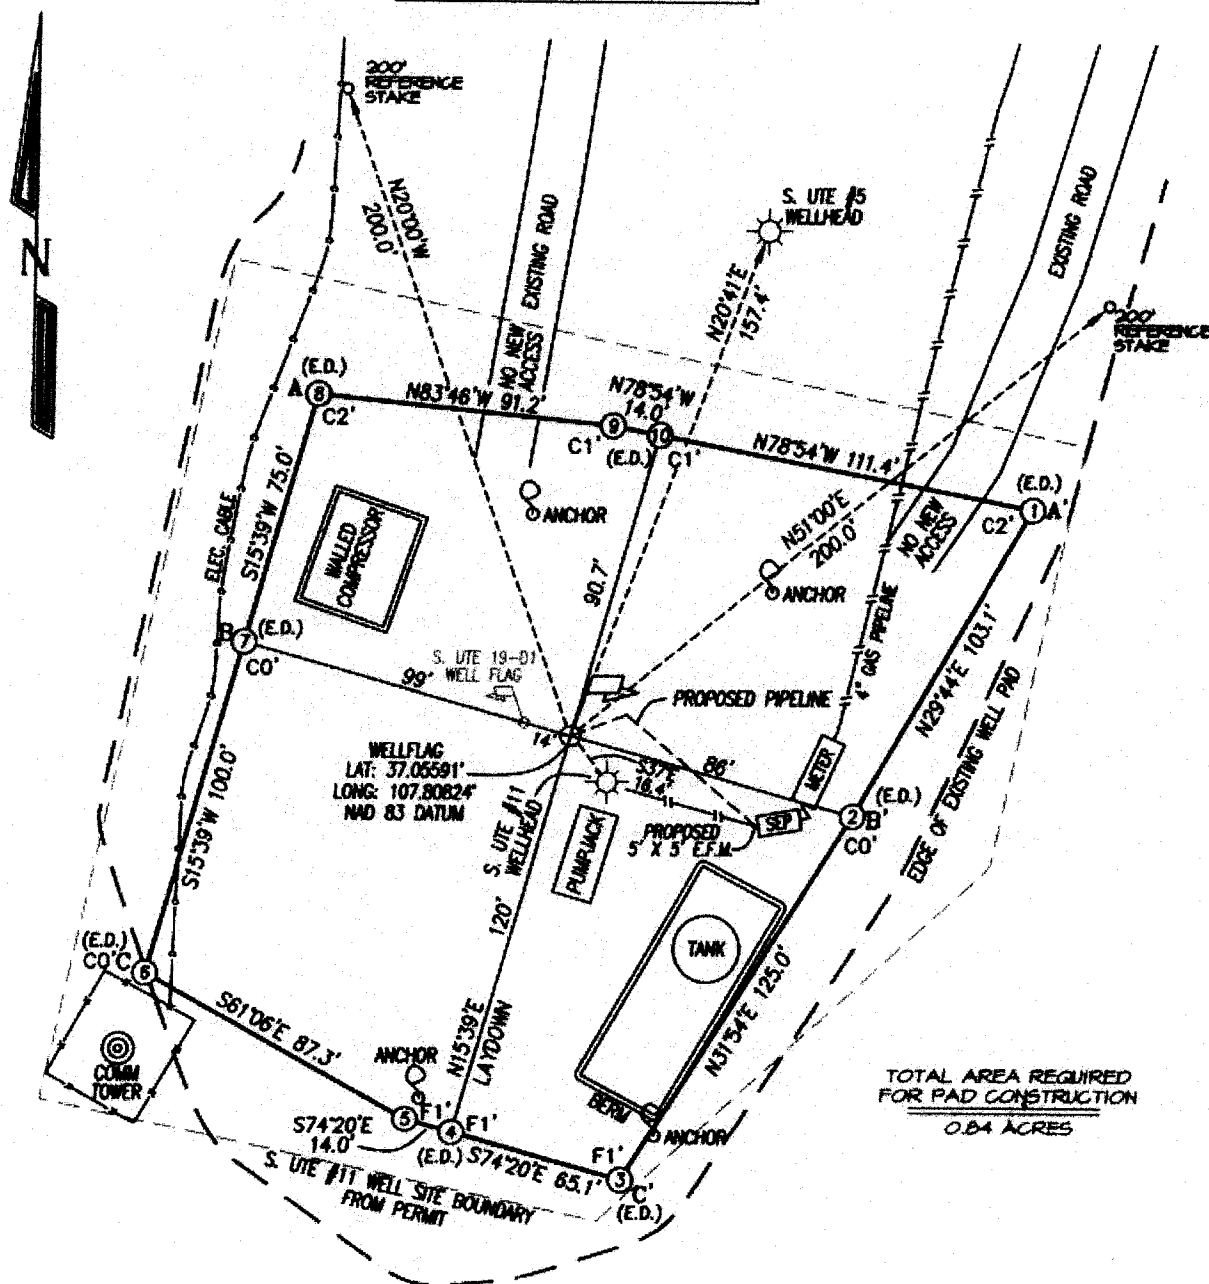 200'
REFERENCE
STAKE
N
N20°00'W
200.0'
S. UTE #5
WELLHEAD
N20°41'E
157.4'
EXISTING ROAD
NO NEW
ACCESS
EXISTING ROAD
200'
REFERENCE
STAKE
(E.D.)
A
8
C2'
N83°46'W 91.2'
N78°54'W
14.0'
9
C1'
10
(E.D.)
C1'
N78°54'W 111.4'
(E.D.)
1
A'
C2'
NO NEW
ACCESS
ELEC. CABLE
S15°39'W 75.0'
WALLED
COMPRESSOR
ANCHOR
N51°00'E
200.0'
ANCHOR
90.7'
4" GAS PIPELINE
N29°44'E 103.1'
EDGE OF EXISTING WELL PAD
B
7
(E.D.)
C0'
99'
S. UTE 19-01
WELL FLAG
14'
PROPOSED PIPELINE
WELLFLAG
LAT: 37.05591°
LONG: 107.80824°
NAD 83 DATUM
S37°E
16.4'
86'
METER
SEP
2
(E.D.)
B'
C0'
S. UTE #11
WELLHEAD
PUMPJACK
PROPOSED
5' X 5' E.F.M.
S15°39'W 100.0'
120'
TANK
(E.D.)
C0'
C
6
N31°54'E 125.0'
S61°06'E 87.3'
COMM
TOWER
ANCHOR
N15°39'E
LAYDOWN
BERM
5
F1'
S74°20'E
14.0'
4
F1'
(E.D.)
S74°20'E 65.1'
ANCHOR
F1'
3
C'
(E.D.)
S. UTE #11 WELL SITE BOUNDARY
FROM PERMIT
TOTAL AREA REQUIRED
FOR PAD CONSTRUCTION
0.84 ACRES